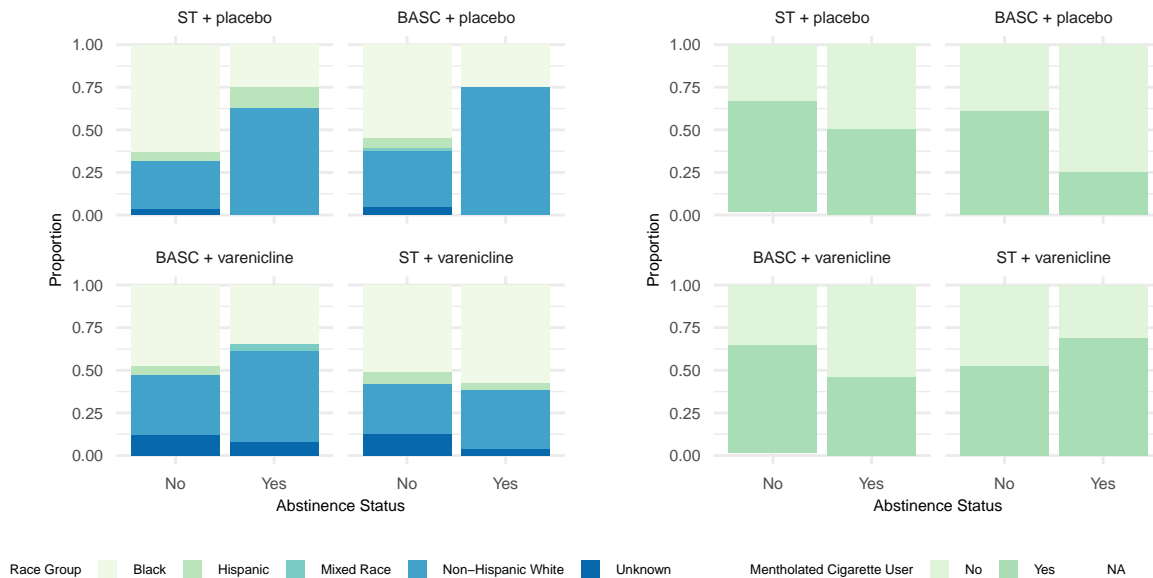 ST + placebo
BASC + placebo
1.00
0.75
0.50
0.25
0.00
BASC + varenicline
ST + varenicline
1.00
0.75
0.50
0.25
0.00
No
Yes
No
Yes
Proportion
Abstinence Status
Race Group
Black
Hispanic
Mixed Race
Non−Hispanic White
Unknown
ST + placebo
BASC + placebo
1.00
0.75
0.50
0.25
0.00
BASC + varenicline
ST + varenicline
1.00
0.75
0.50
0.25
0.00
No
Yes
No
Yes
Proportion
Abstinence Status
Mentholated Cigarette User
No
Yes
NA